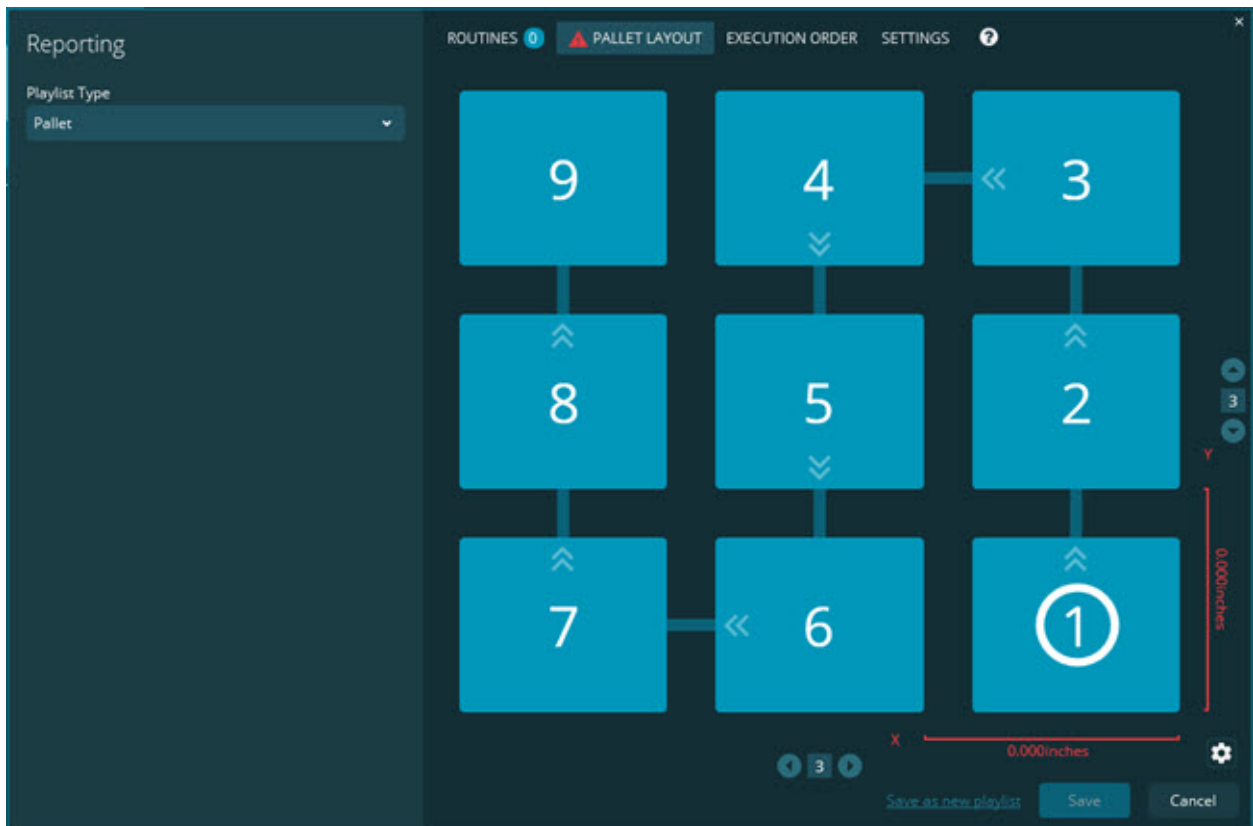 Reporting
Playlist Type
Pallet
ROUTINES 0 PALLET LAYOUT EXECUTION ORDER SETTINGS ?
9 4 3
8 5 2
3
Y
7 6 1
0.000inches
X
0.000inches
3
Save as new playlist Save Cancel